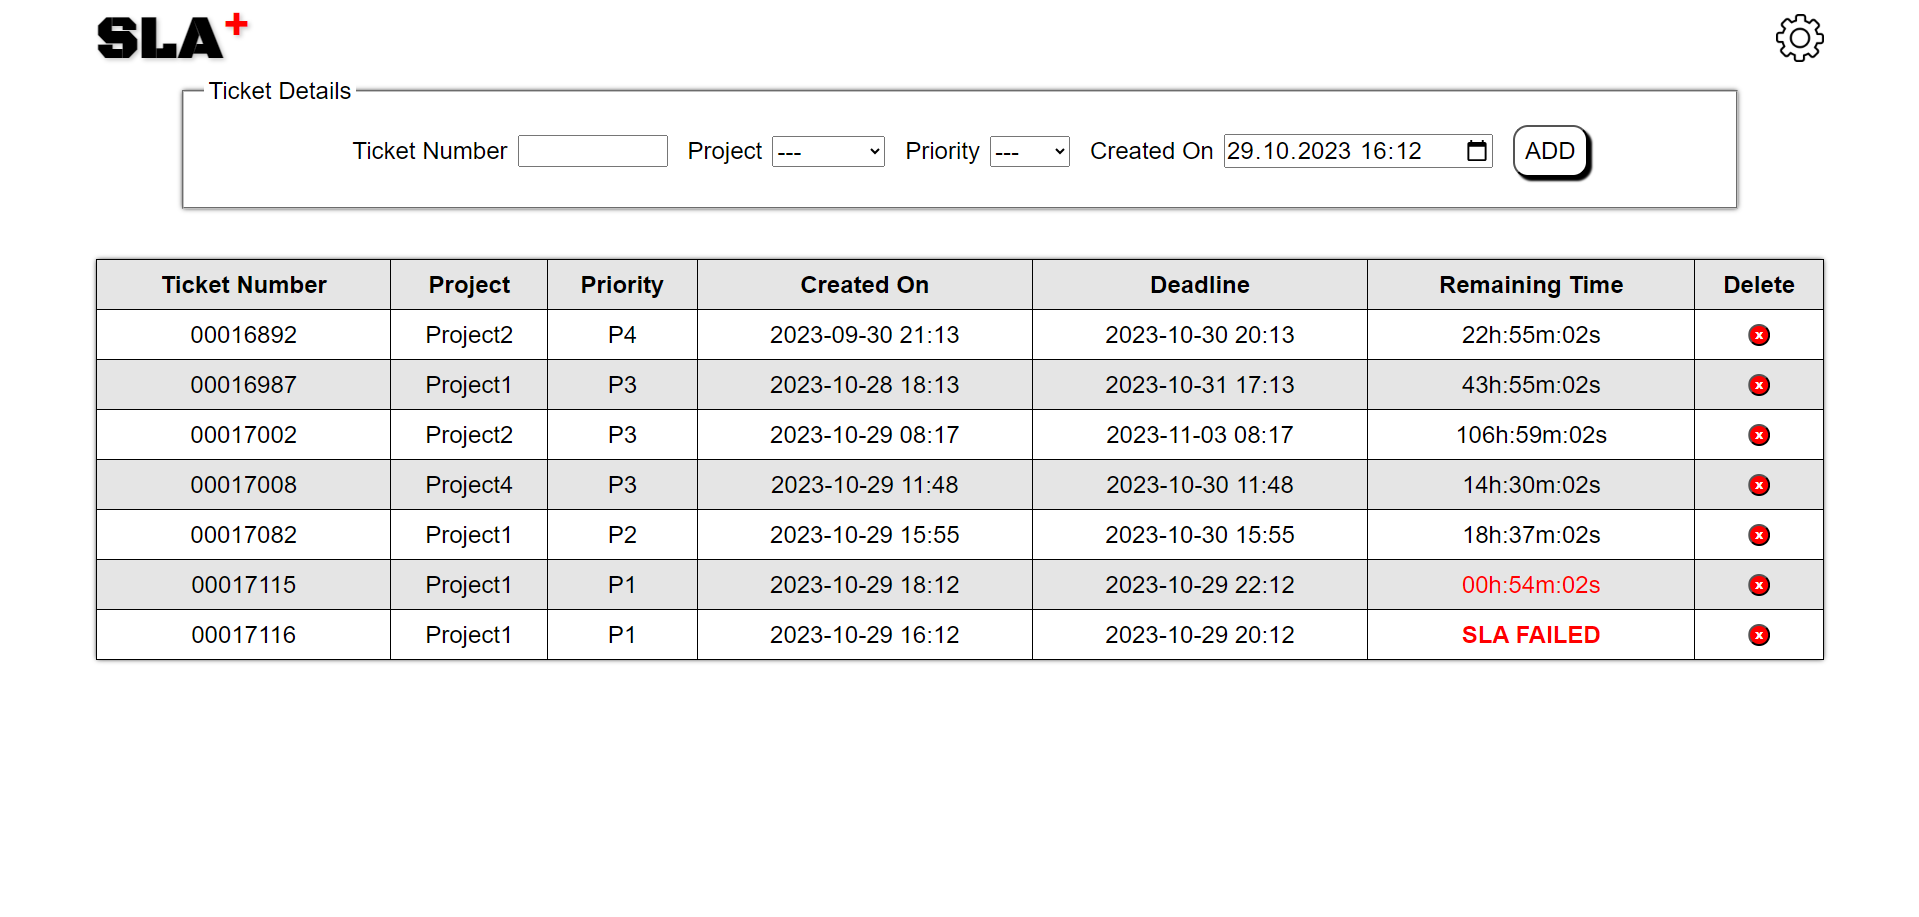 SLA+
Ticket Details
Ticket Number Project --- Priority --- Created On 29.10.2023 16:12 ADD
Ticket Number Project Priority Created On Deadline Remaining Time Delete
00016892 Project2 P4 2023-09-30 21:13 2023-10-30 20:13 22h:55m:02s x
00016987 Project1 P3 2023-10-28 18:13 2023-10-31 17:13 43h:55m:02s x
00017002 Project2 P3 2023-10-29 08:17 2023-11-03 08:17 106h:59m:02s x
00017008 Project4 P3 2023-10-29 11:48 2023-10-30 11:48 14h:30m:02s x
00017082 Project1 P2 2023-10-29 15:55 2023-10-30 15:55 18h:37m:02s x
00017115 Project1 P1 2023-10-29 18:12 2023-10-29 22:12 00h:54m:02s x
00017116 Project1 P1 2023-10-29 16:12 2023-10-29 20:12 SLA FAILED x